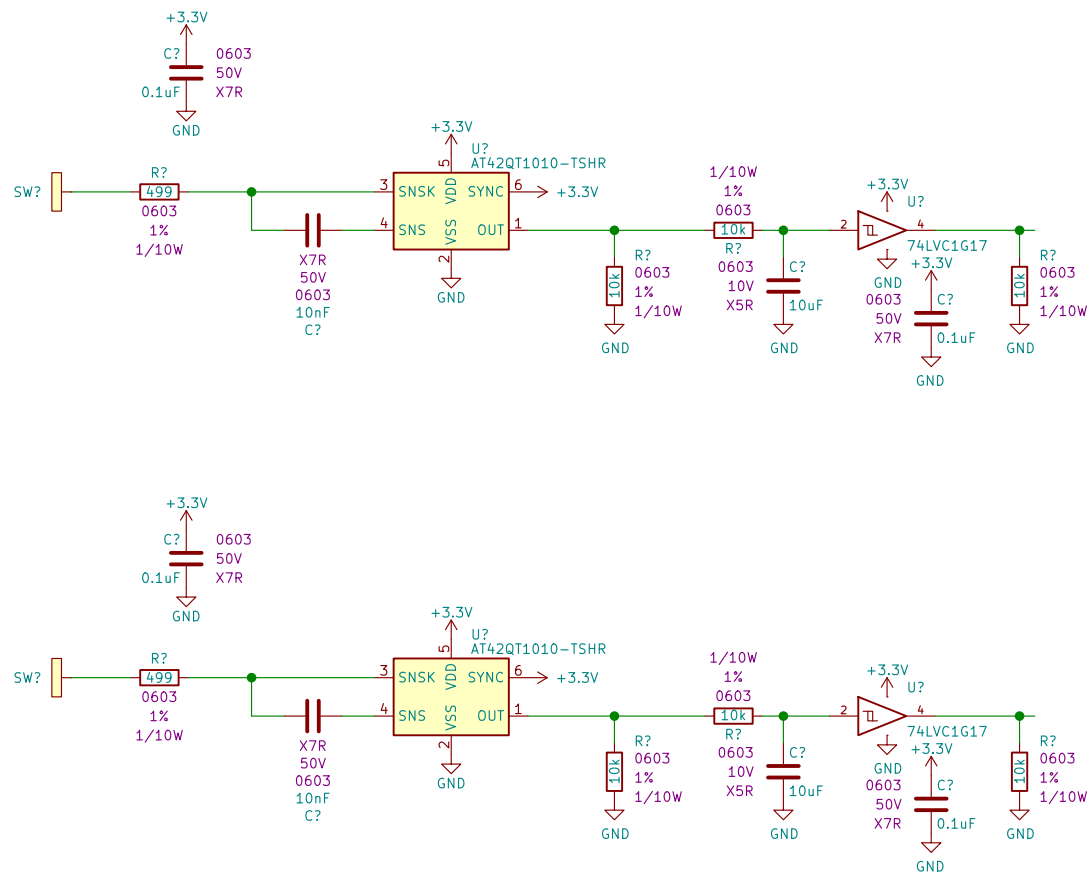 +3.3V
C?
0603
50V
0.1uF
X7R
GND
+3.3V
U?
AT42QT1010-TSHR
SW?
R?
499
0603
1%
1/10W
3
SNSK
VDD
5
SYNC
6
+3.3V
4
SNS
VSS
2
OUT
1
GND
X7R
50V
0603
10nF
C?
1/10W
1%
0603
10k
R?
0603
10V
X5R
C?
10uF
GND
R?
0603
10k
1%
1/10W
GND
+3.3V
U?
2
4
74LVC1G17
GND
+3.3V
0603
C?
50V
X7R
0.1uF
GND
R?
0603
10k
1%
1/10W
GND
+3.3V
C?
0603
50V
0.1uF
X7R
GND
+3.3V
U?
AT42QT1010-TSHR
SW?
R?
499
0603
1%
1/10W
3
SNSK
VDD
5
SYNC
6
+3.3V
4
SNS
VSS
2
OUT
1
GND
X7R
50V
0603
10nF
C?
1/10W
1%
0603
10k
R?
0603
10V
X5R
C?
10uF
GND
R?
0603
10k
1%
1/10W
GND
+3.3V
U?
2
4
74LVC1G17
GND
+3.3V
0603
C?
50V
X7R
0.1uF
GND
R?
0603
10k
1%
1/10W
GND